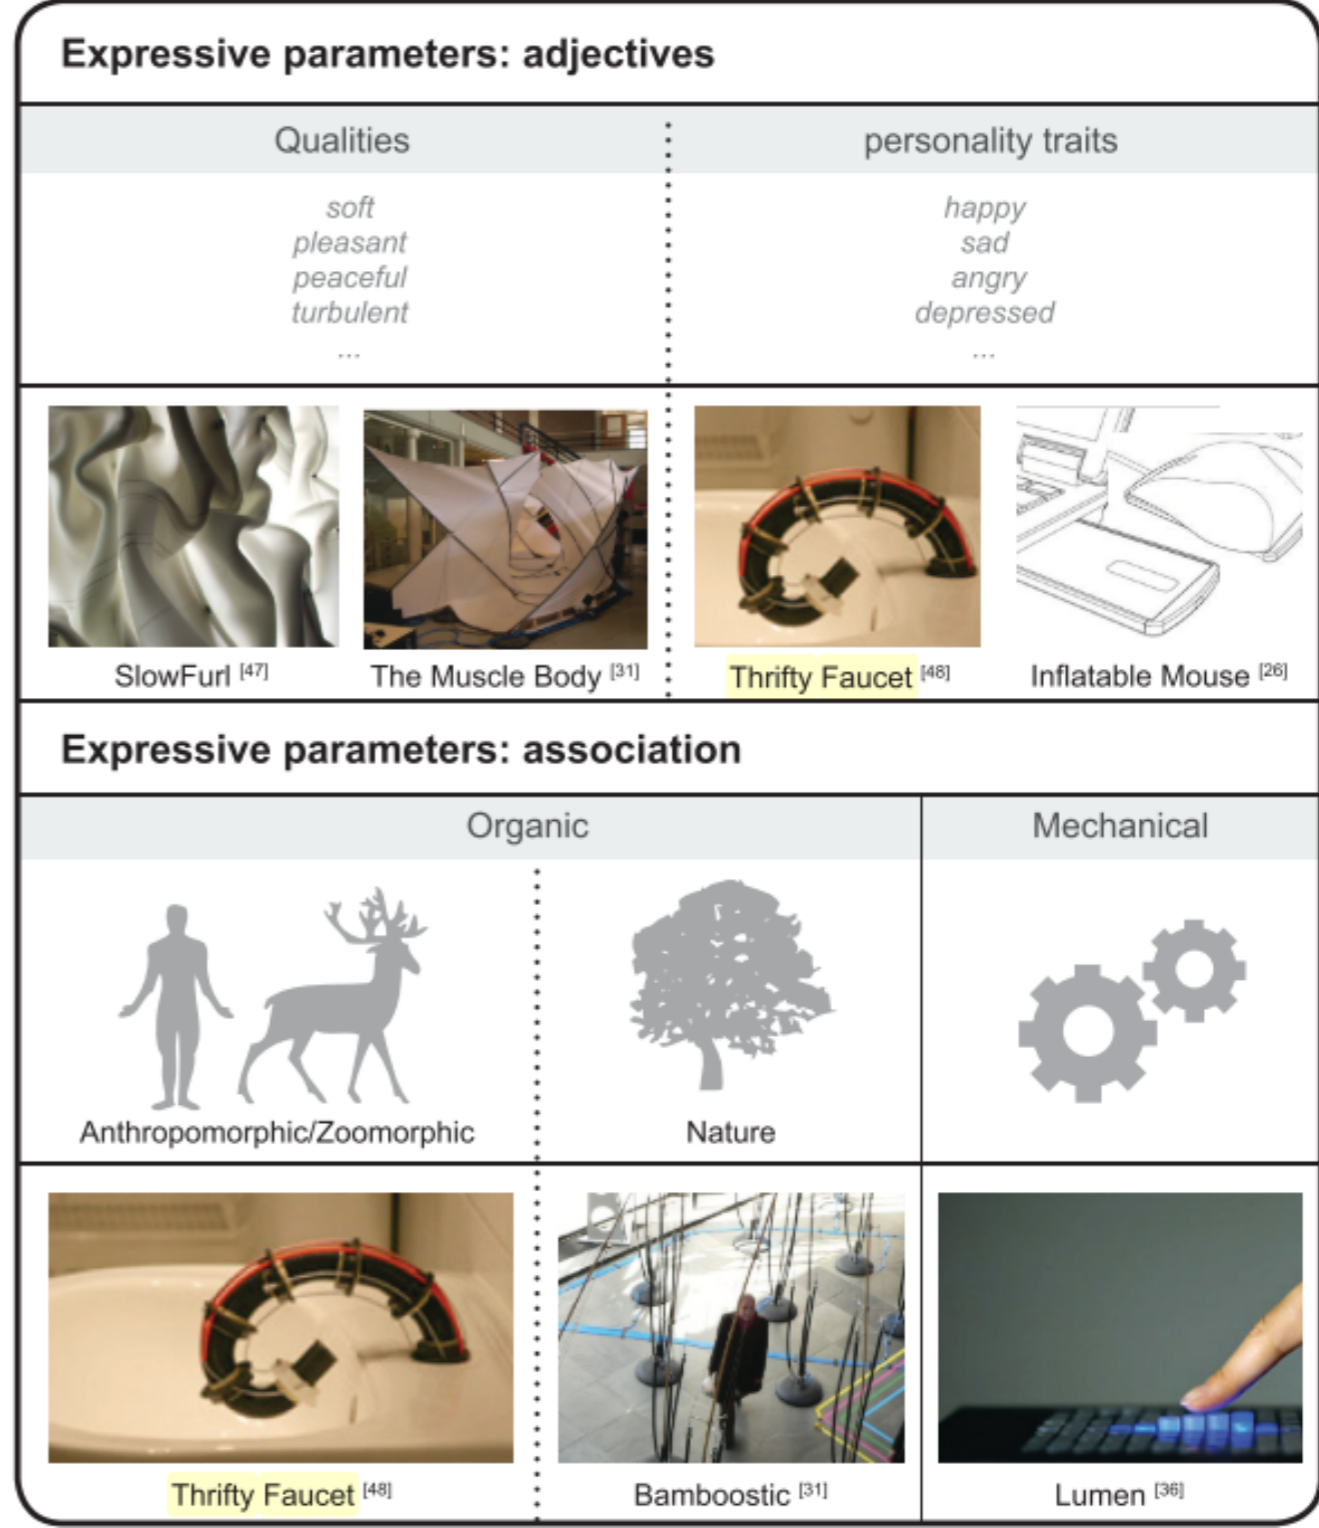 Expressive parameters: adjectives
Qualities
personality traits
soft
pleasant
peaceful
turbulent
...
happy
sad
angry
depressed
...
SlowFurl [47]
The Muscle Body [31]
Thrifty Faucet [48]
Inflatable Mouse [26]
Expressive parameters: association
Organic
Mechanical
Anthropomorphic/Zoomorphic
Nature
Thrifty Faucet [48]
Bamboostic [31]
Lumen [36]